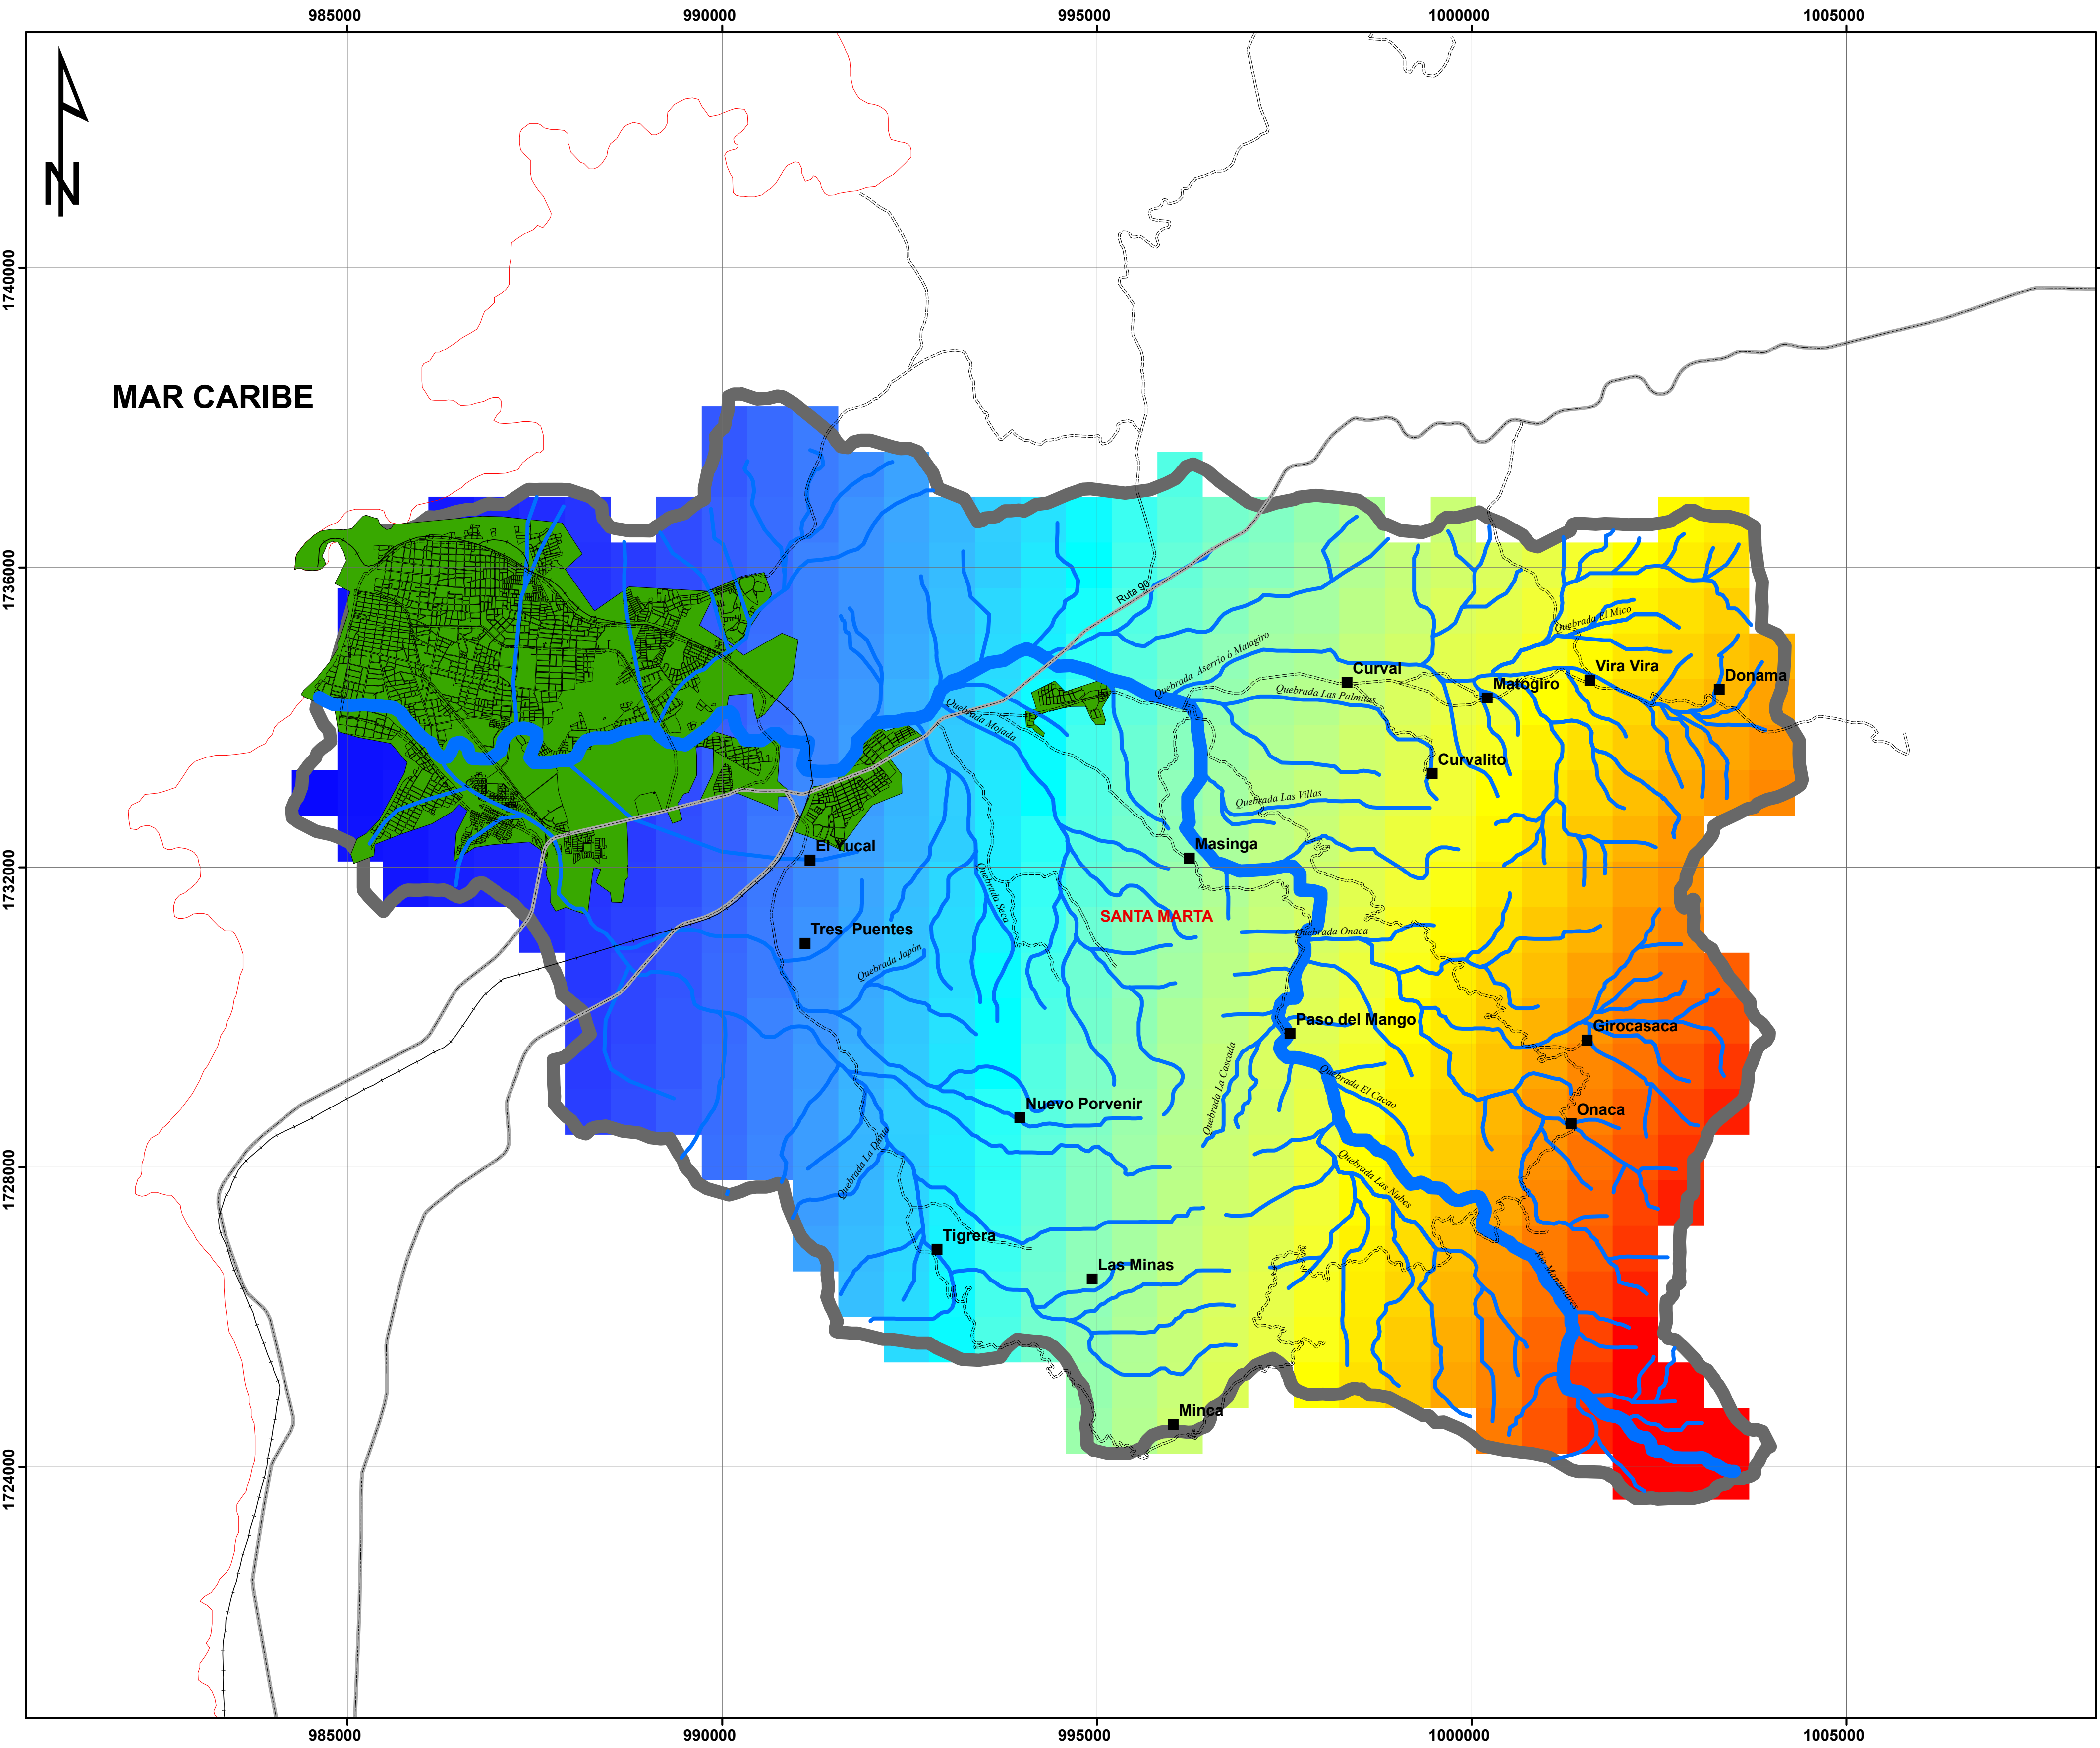 985000
990000
995000
1000000
1005000
N
1740000
MAR CARIBE
1736000
Ruta 90
Quebrada El Mico
Quebrada Aserrio ó Matagiro
Curval
Vira Vira
Donama
Matogiro
Quebrada Las Palmitas
Quebrada Mojada
Curvalito
Quebrada Las Villas
El Yucal
Masinga
1732000
Quebrada Seca
SANTA MARTA
Tres Puentes
Quebrada Onaca
Quebrada Japón
Paso del Mango
Girocasaca
Quebrada La Cascada
Quebrada El Cacao
Nuevo Porvenir
Onaca
Quebrada La Danta
1728000
Quebrada Las Nubes
Tigrera
Las Minas
Río Manzanares
Minca
1724000
985000
990000
995000
1000000
1005000